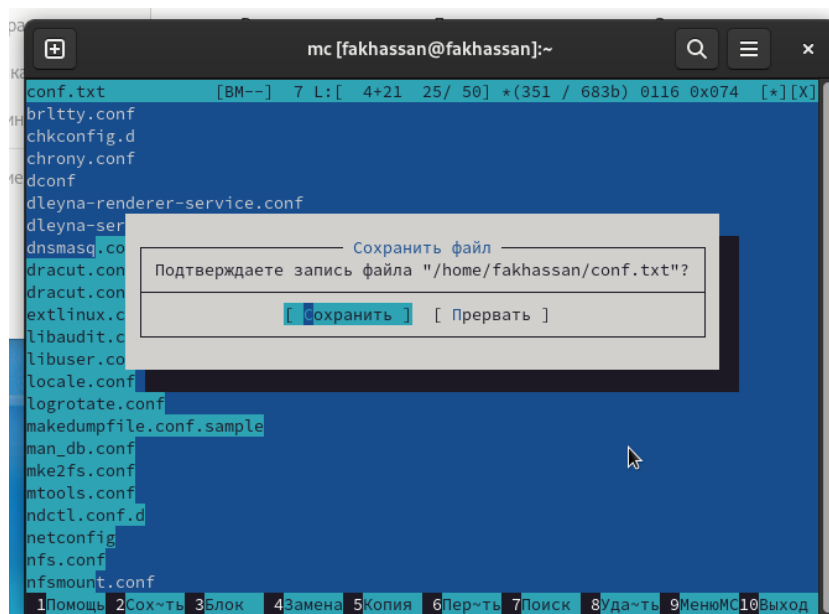 mc [fakhassan@fakhassan]:~
conf.txt [BM--] 7 L:[ 4+21 25/ 50] *(351 / 683b) 0116 0x074 [*][X]
brltty.conf
chkconfig.d
chrony.conf
dconf
dleyna-renderer-service.conf
dleyna-ser
dnsmasq.co
Сохранить файл
dracut.con
Подтверждаете запись файла "/home/fakhassan/conf.txt"?
dracut.con
extlinux.c
[ Сохранить ] [ Прервать ]
libaudit.c
libuser.co
locale.conf
logrotate.conf
makedumpfile.conf.sample
man_db.conf
mke2fs.conf
mtools.conf
ndctl.conf.d
netconfig
nfs.conf
nfsmount.conf
1Помощь 2Сох~ть 3Блок 4Замена 5Копия 6Пер~ть 7Поиск 8Уда~ть 9МенюMC10Выход